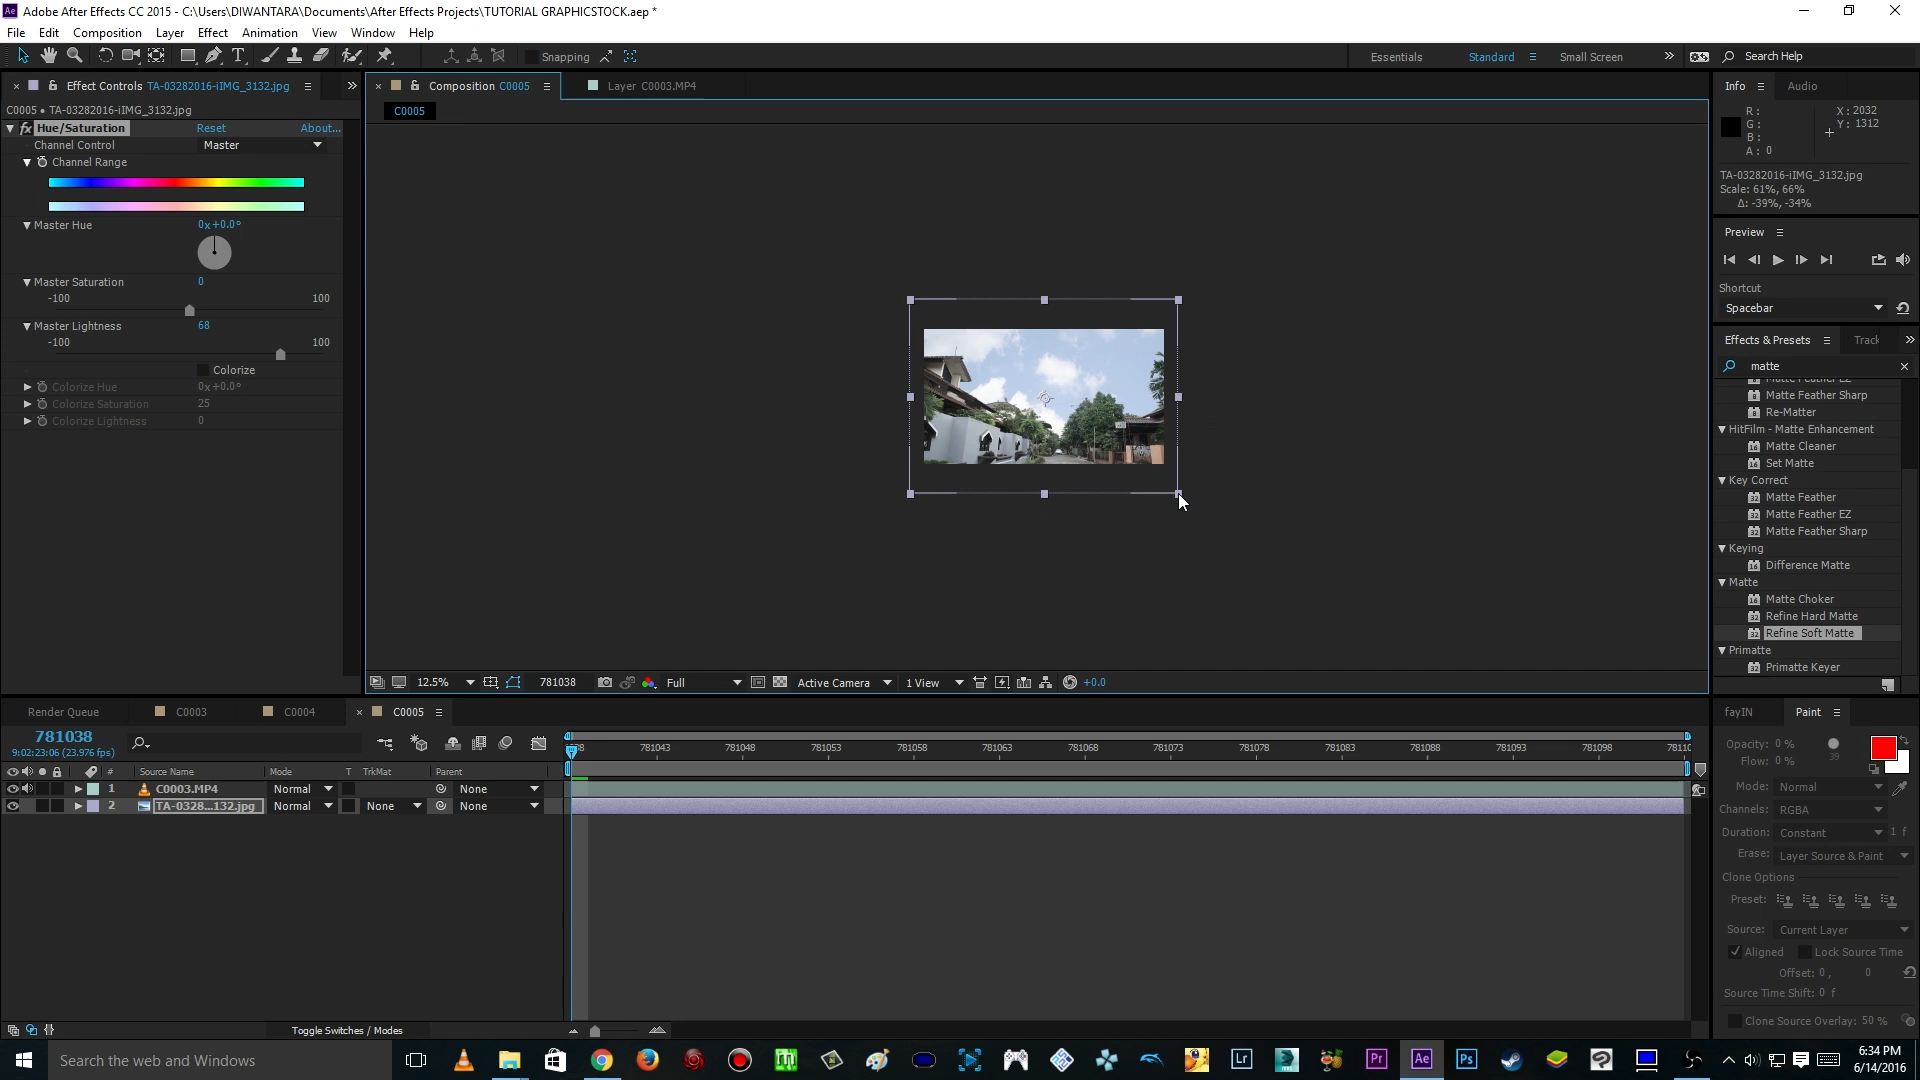 Adobe After Effects CC 2015 - C:\Users\DIWANTARA\Documents\After Effects Projects\TUTORIAL GRAPHICSTOCK.aep *
File Edit Composition Layer Effect Animation View Window Help
Snapping Essentials Standard Small Screen Search Help
Effect Controls TA-03282016-iIMG_3132.jpg
C0005 • TA-03282016-iIMG_3132.jpg
Hue/Saturation Reset About...
Channel Control Master
Channel Range
Master Hue 0x+0.0°
Master Saturation 0
-100 100
Master Lightness 68
-100 100
Colorize
Colorize Hue 0x+0.0°
Colorize Saturation 25
Colorize Lightness 0
Composition C0005 Layer C0003.MP4
C0005
12.5% 781038 Full Active Camera 1 View +0.0
Info Audio
R: X: 2032
G: Y: 1312
B:
A: 0
TA-03282016-iIMG_3132.jpg
Scale: 61%, 66%
Δ: -39%, -34%
Preview
Shortcut
Spacebar
Effects & Presets Track
matte
Matte Feather EZ
Matte Feather Sharp
Re-Matter
HitFilm - Matte Enhancement
Matte Cleaner
Set Matte
Key Correct
Matte Feather
Matte Feather EZ
Matte Feather Sharp
Keying
Difference Matte
Matte
Matte Choker
Refine Hard Matte
Refine Soft Matte
Primatte
Primatte Keyer
Render Queue C0003 C0004 C0005
781038
9:02:23:06 (23.976 fps)
781043 781048 781053 781058 781063 781068 781073 781078 781083 781088 781093 781098
# Source Name Mode T TrkMat Parent
1 C0003.MP4 Normal None
2 TA-0328...132.jpg Normal None None
Toggle Switches / Modes
fayIN Paint
Opacity: 0 %
Flow: 0 % 39
Mode: Normal
Channels: RGBA
Duration: Constant 1 f
Erase: Layer Source & Paint
Clone Options
Preset:
Source: Current Layer
Aligned Lock Source Time
Offset: 0 , 0
Source Time Shift: 0 f
Clone Source Overlay: 50 %
Search the web and Windows
Lr Pr Ae Ps
6:34 PM
6/14/2016